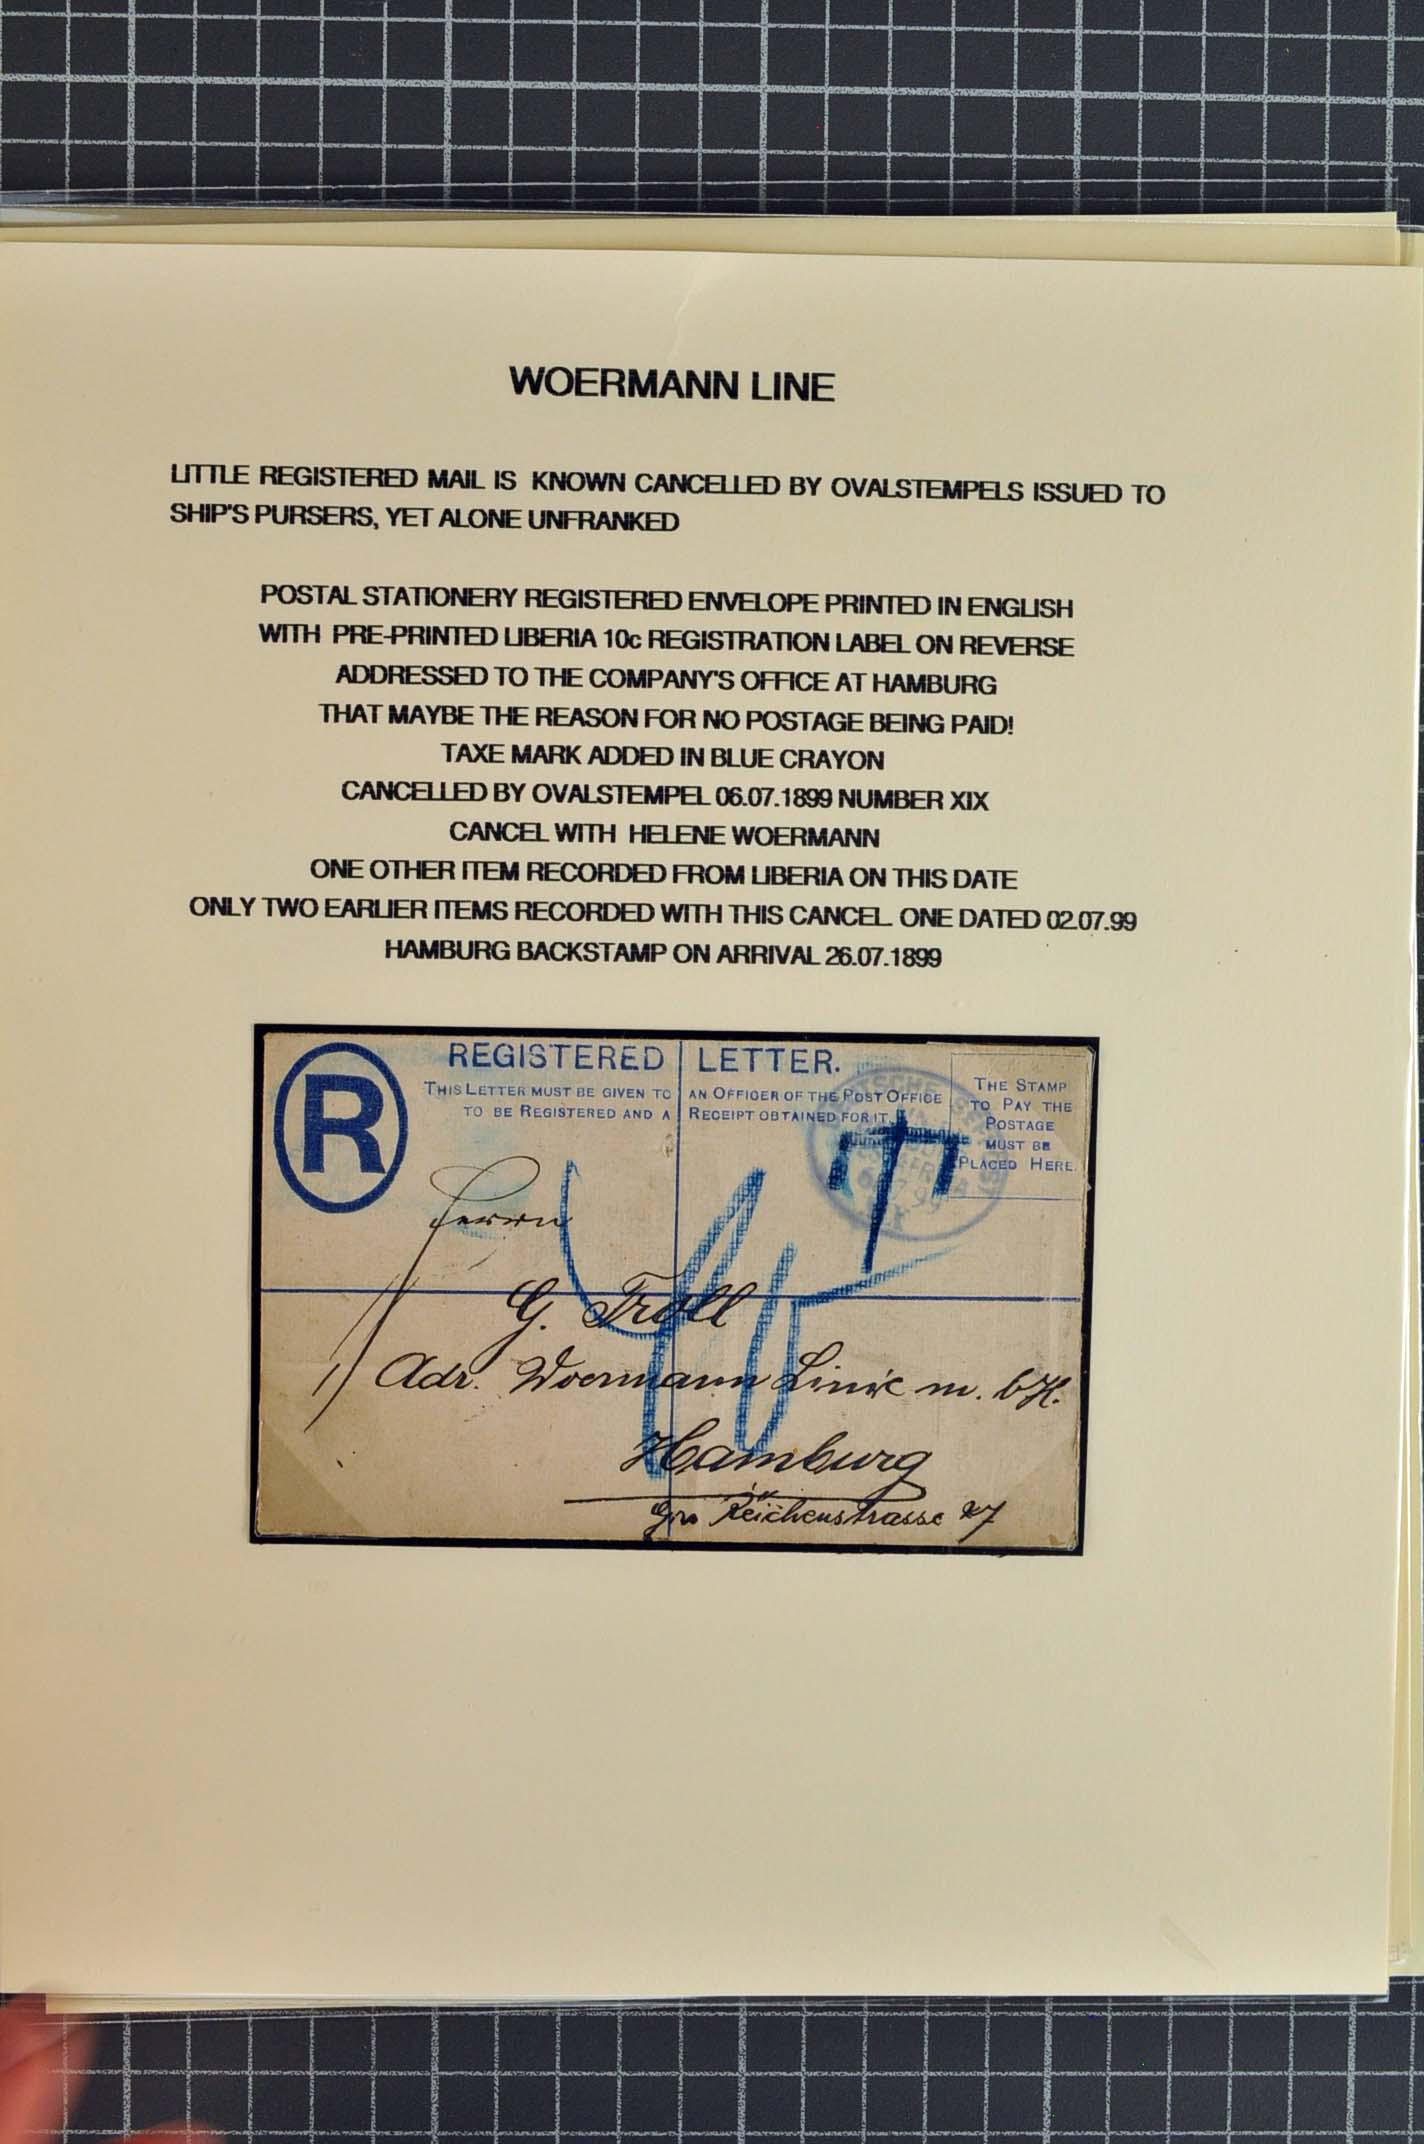 WOERMANN LINE
LITTLE REGISTERED MAIL IS KNOWN CANCELLED BY OVALSTEMPELS ISSUED TO
SHIP'S PURSERS, YET ALONE UNFRANKED
POSTAL STATIONERY REGISTERED ENVELOPE PRINTED IN ENGLISH
WITH PRE-PRINTED LIBERIA 10c REGISTRATION LABEL ON REVERSE
ADDRESSED TO THE COMPANY'S OFFICE AT HAMBURG
THAT MAYBE THE REASON FOR NO POSTAGE BEING PAID!
TAXE MARK ADDED IN BLUE CRAYON
CANCELLED BY OVALSTEMPEL 06.07.1899 NUMBER XIX
CANCEL WITH HELENE WOERMANN
ONE OTHER ITEM RECORDED FROM LIBERIA ON THIS DATE
ONLY TWO EARLIER ITEMS RECORDED WITH THIS CANCEL. ONE DATED 02.07.99
HAMBURG BACKSTAMP ON ARRIVAL 26.07.1899
R
REGISTERED LETTER.
THIS LETTER MUST BE GIVEN TO AN OFFICER OF THE POST OFFICE
TO BE REGISTERED AND A RECEIPT OBTAINED FOR IT.
THE STAMP
TO PAY THE
POSTAGE
MUST BE
PLACED HERE.
T
Herrn
G. Troll
Adr. Woermann Linie m. b H.
Hamburg
Gr. Reichenstrasse 27